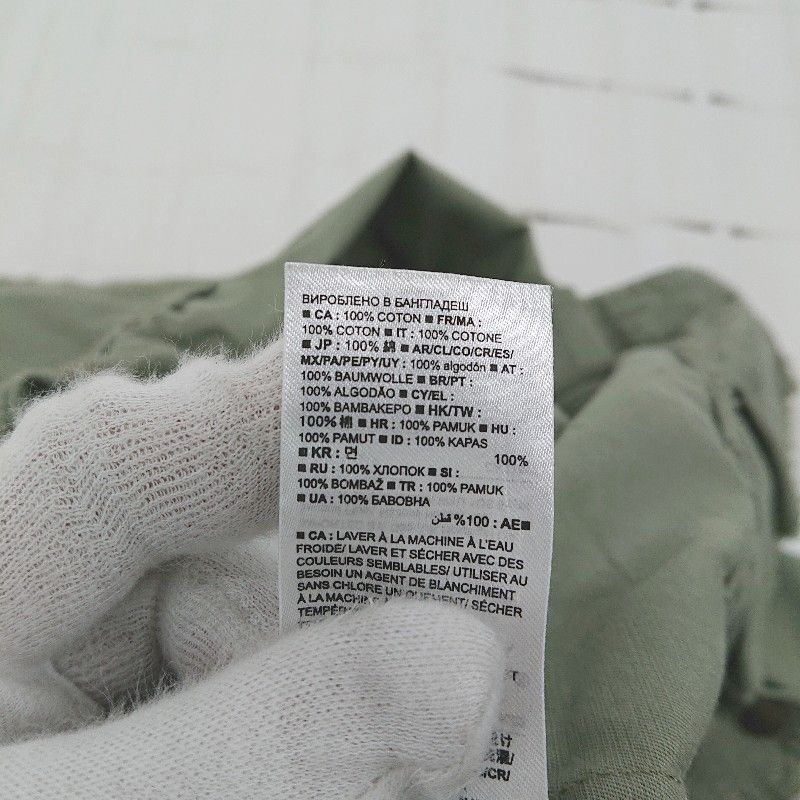 ВИРОБЛЕНО В БАНГЛАДЕШ
■ CA : 100% COTON ■ FR/MA :
100% COTON ■ IT : 100% COTONE
■ JP : 100% 綿 ■ AR/CL/CO/CR/ES/
MX/PA/PE/PY/UY : 100% algodón ■ AT :
100% BAUMWOLLE ■ BR/PT :
100% ALGODÃO ■ CY/EL :
100% ΒΑΜΒΑΚΕΡΟ ■ HK/TW :
100% 棉 ■ HR : 100% PAMUK ■ HU :
100% PAMUT ■ ID : 100% KAPAS
■ KR : 면 100%
■ RU : 100% ХЛОПОК ■ SI :
100% BOMBAŽ ■ TR : 100% PAMUK
■ UA : 100% БАВОВНА
■AE : 100% قطن
■ CA : LAVER À LA MACHINE À L'EAU
FROIDE/ LAVER ET SÉCHER AVEC DES
COULEURS SEMBLABLES/ UTILISER AU
BESOIN UN AGENT DE BLANCHIMENT
SANS CHLORE
À LA MACHINE SÉCHER